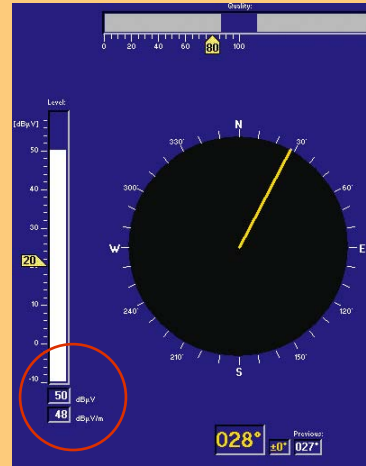 Quality:
0 20 40 60 80 100
80
Level:
[dBµV]
50
40
30
20
20
10
0
-10
50 dBµV
48 dBµV/m
N
30°
60°
E
120°
150°
S
210°
240°
W
300°
330°
028°
±0°
Previous:
027°